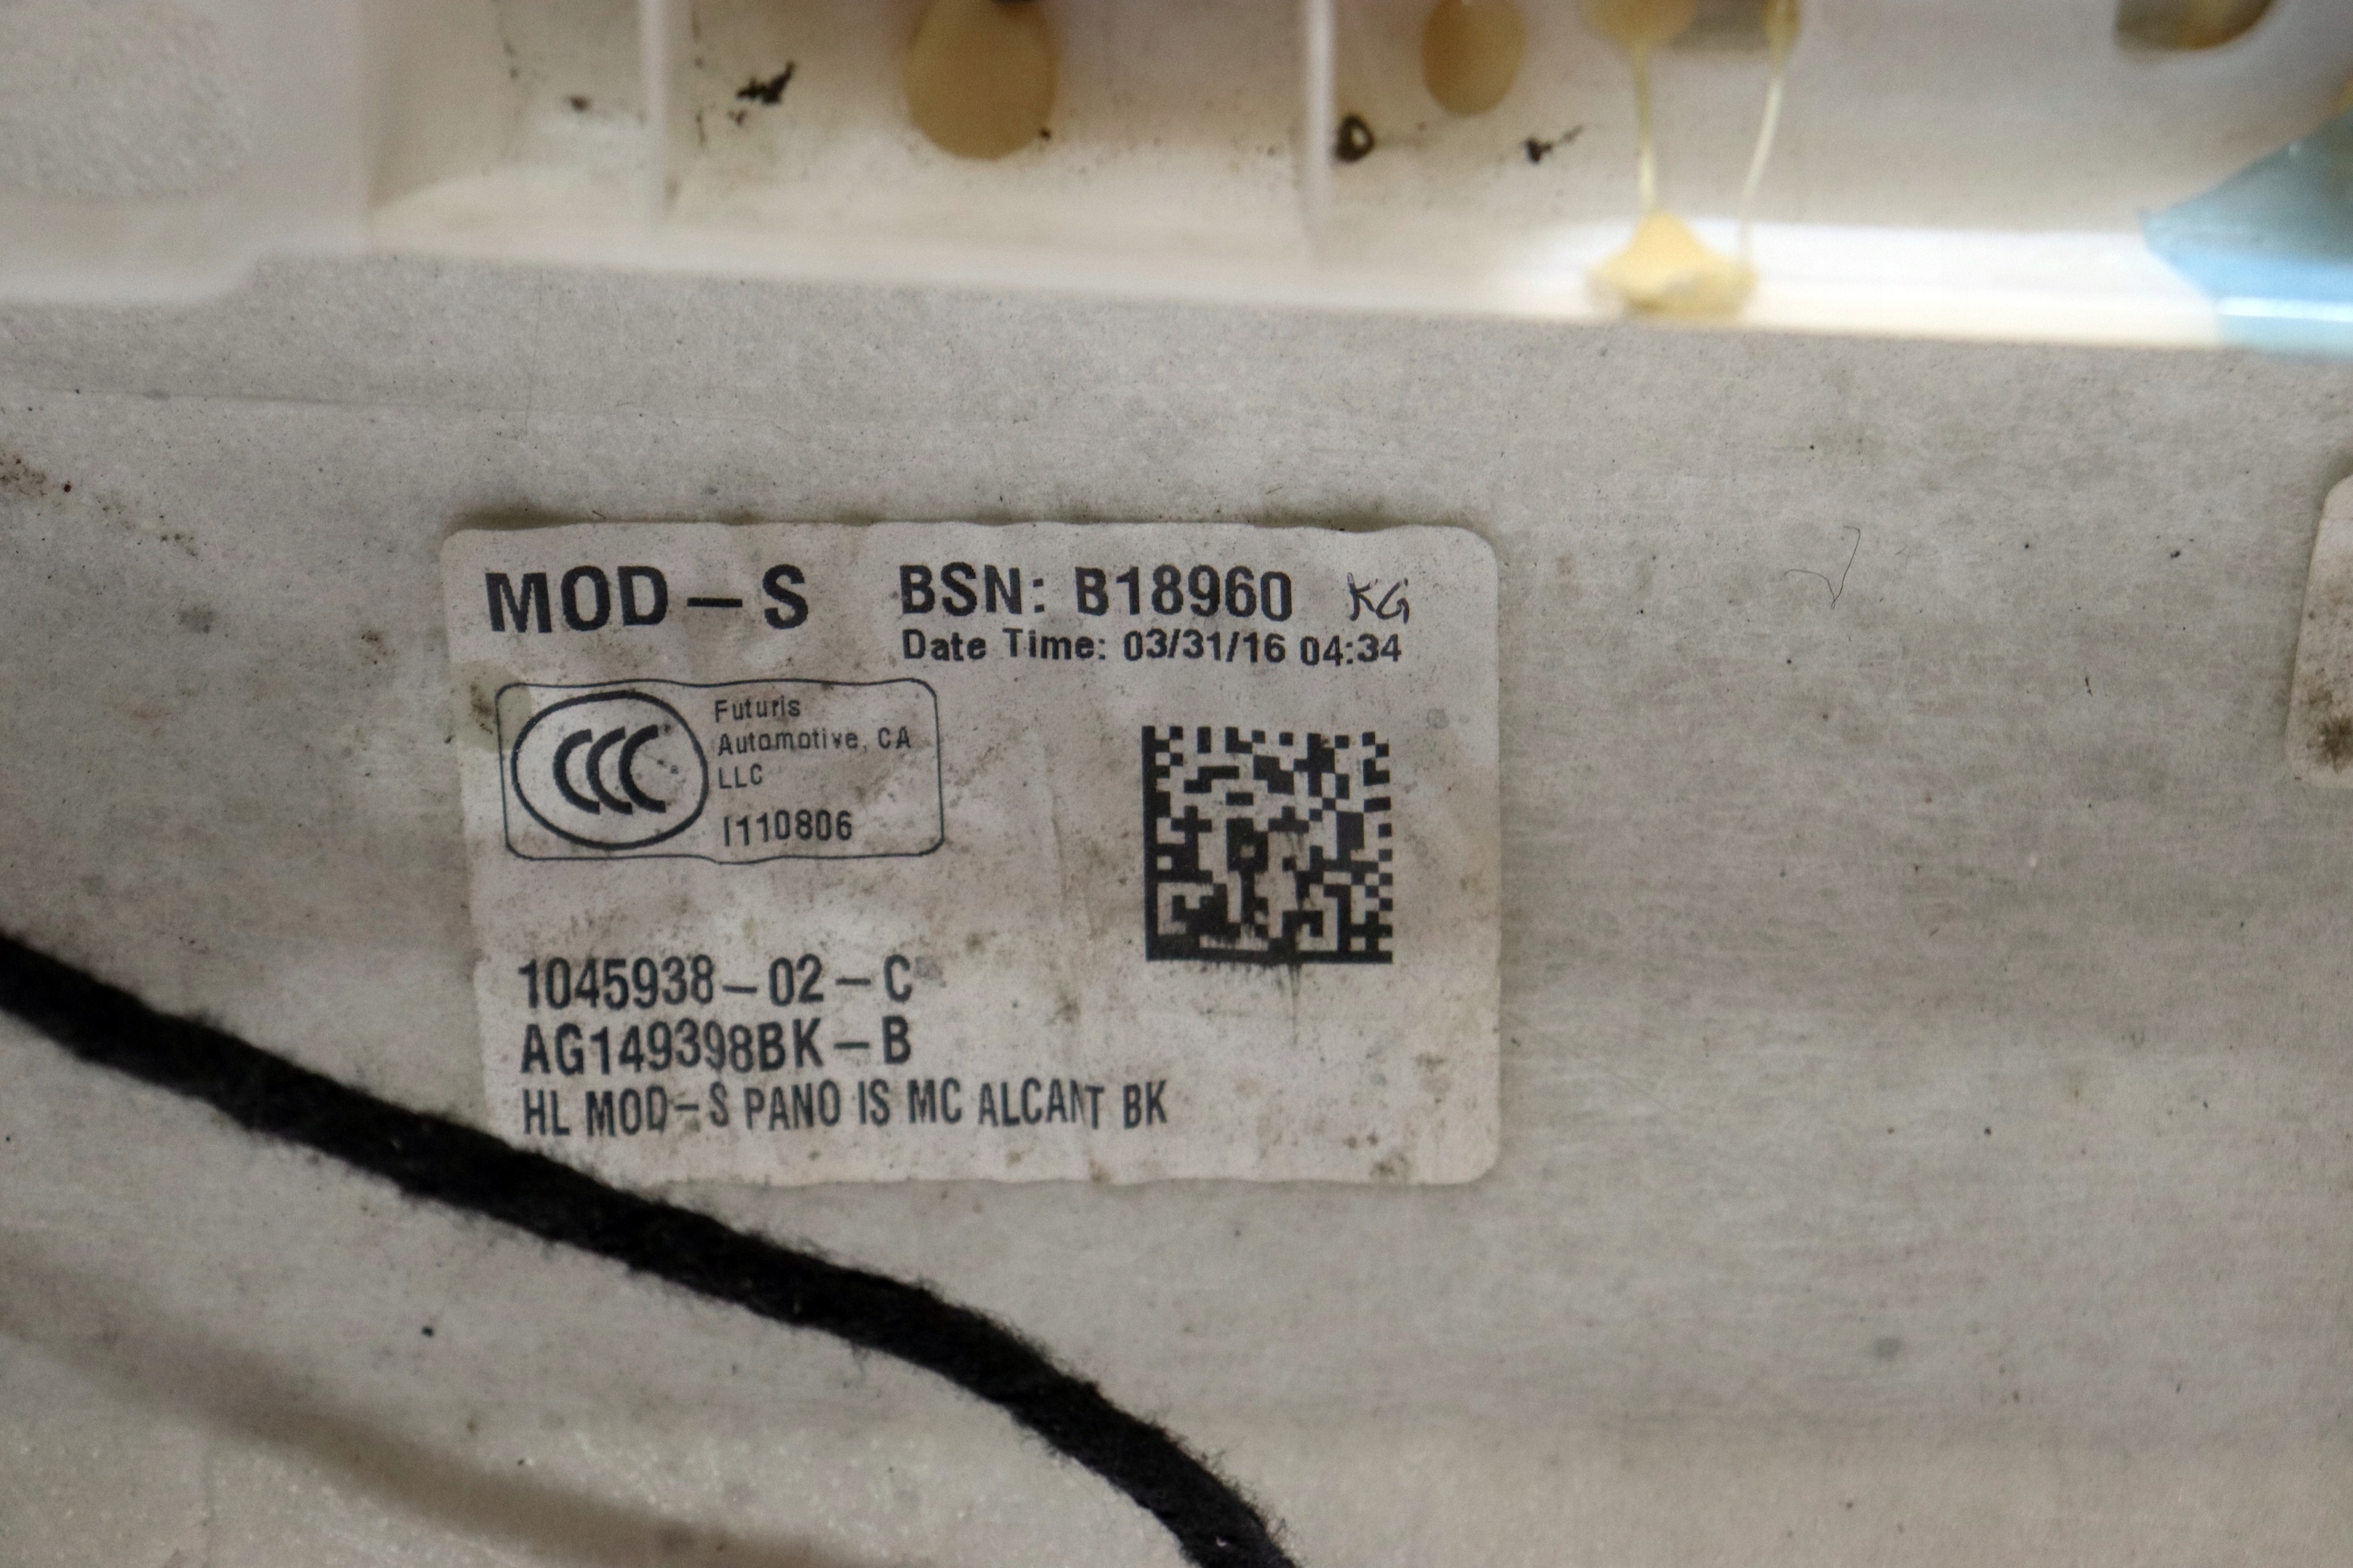 MOD-S BSN: B18960 KG
Date Time: 03/31/16 04:34
CCC
Futuris
Automotive, CA
LLC
I110806
1045938-02-C
AG149398BK-B
HL MOD-S PANO IS MC ALCANT BK